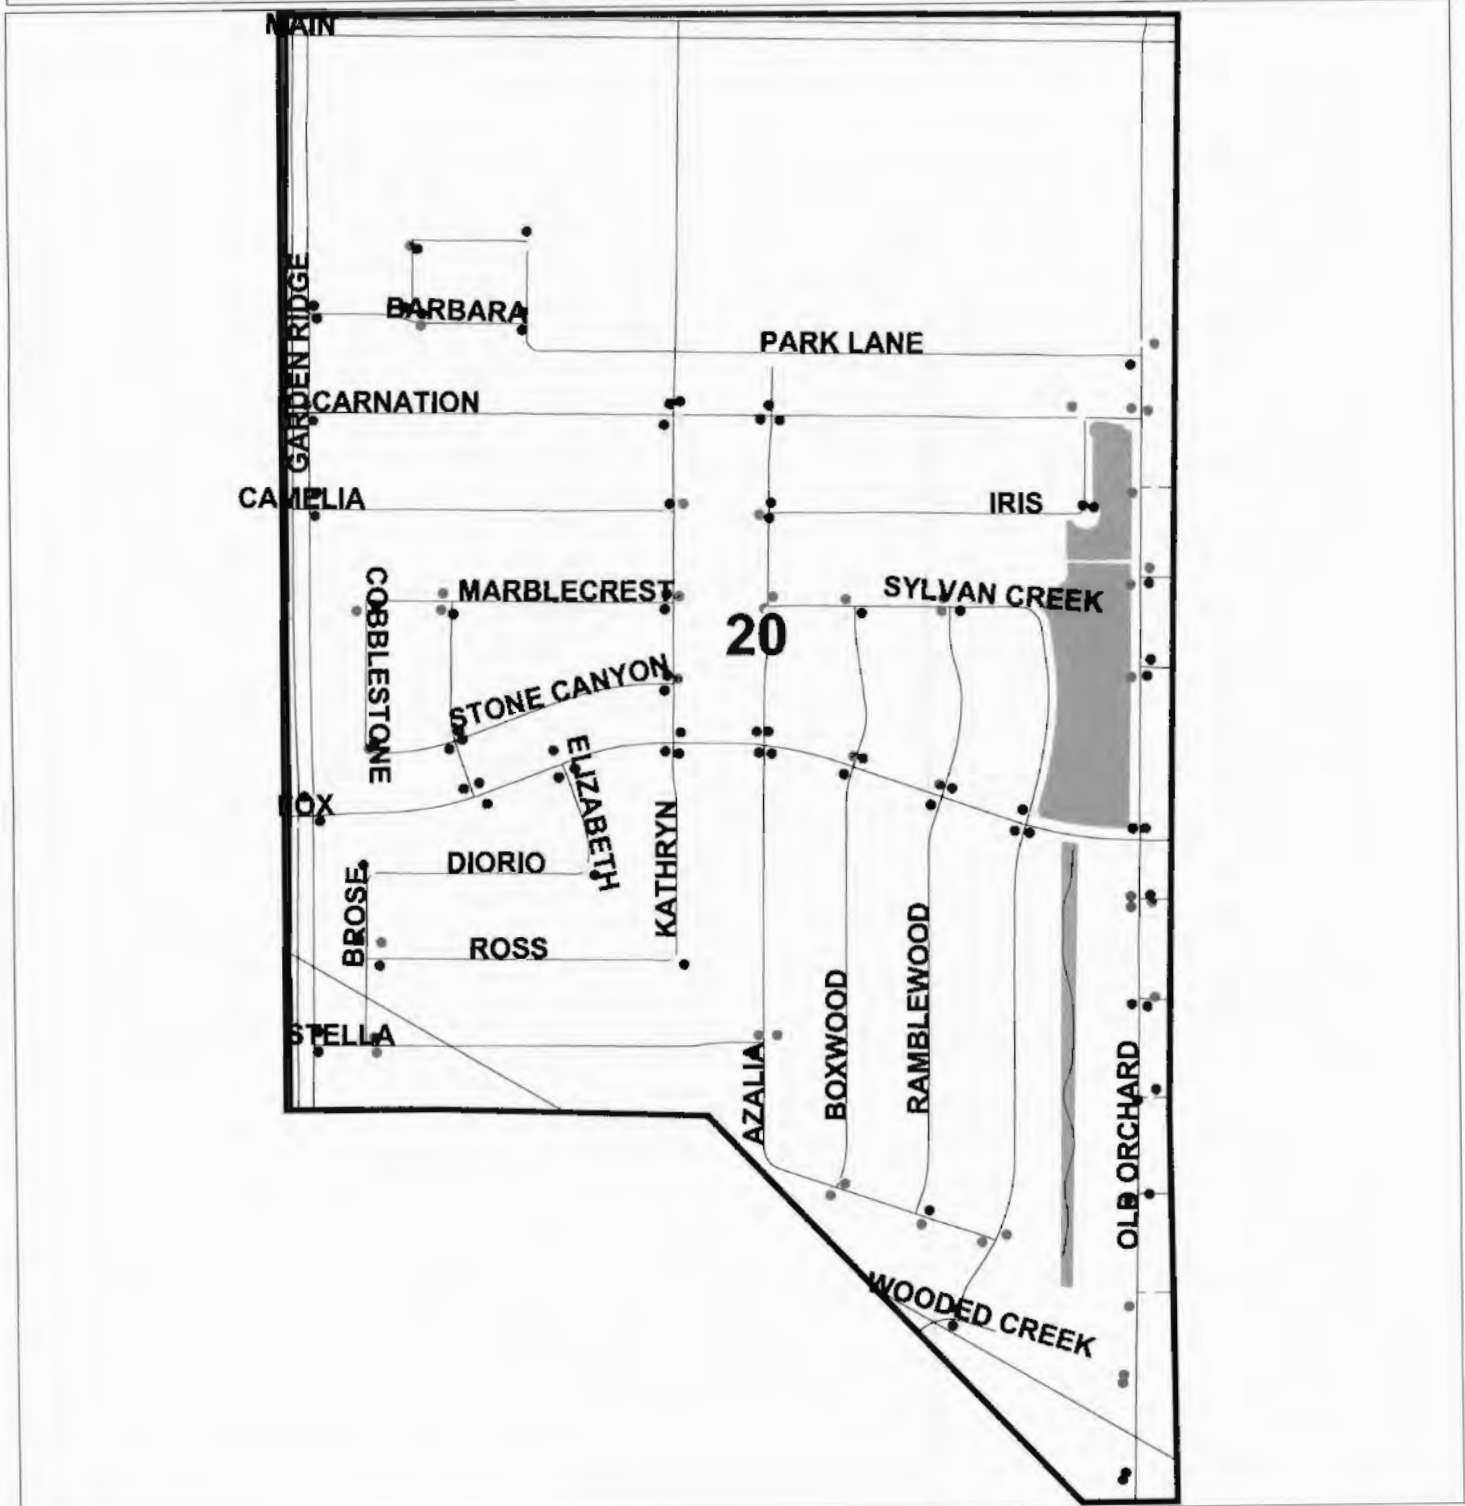 MAIN
GARDEN RIDGE
BARBARA
PARK LANE
CARNATION
CAMELIA
IRIS
COBBLESTONE
MARBLECREST
SYLVAN CREEK
20
STONE CANYON
ELIZABETH
FOX
KATHRYN
DIORIO
BROSE
ROSS
STELLA
AZALIA
BOXWOOD
RAMBLEWOOD
OLD ORCHARD
WOODED CREEK